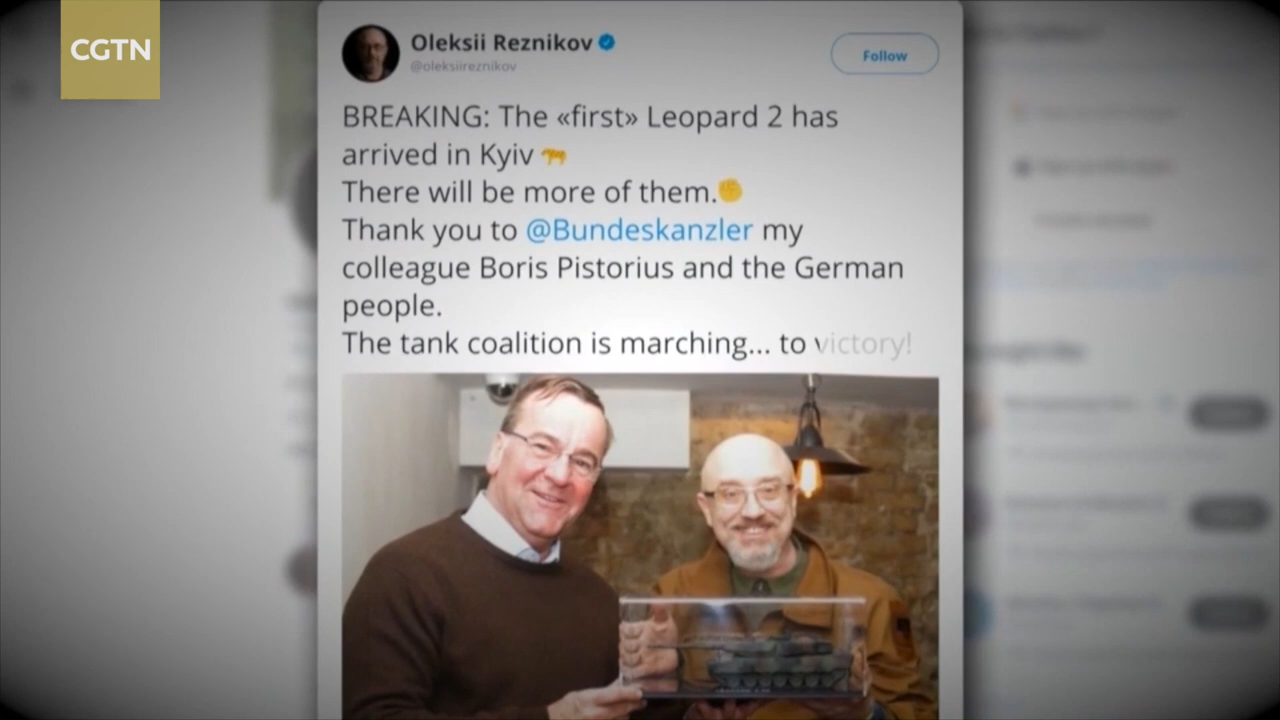 CGTN
Oleksii Reznikov
@oleksiireznikov
Follow
BREAKING: The «first» Leopard 2 has
arrived in Kyiv 🐆
There will be more of them.✊
Thank you to @Bundeskanzler my
colleague Boris Pistorius and the German
people.
The tank coalition is marching... to victory!